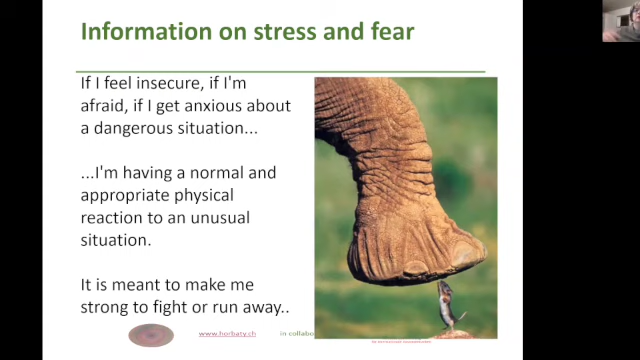 Information on stress and fear
If I feel insecure, if I'm
afraid, if I get anxious about
a dangerous situation...
...I'm having a normal and
appropriate physical
reaction to an unusual
situation.
It is meant to make me
strong to fight or run away..
www.horbaty.ch in collabo